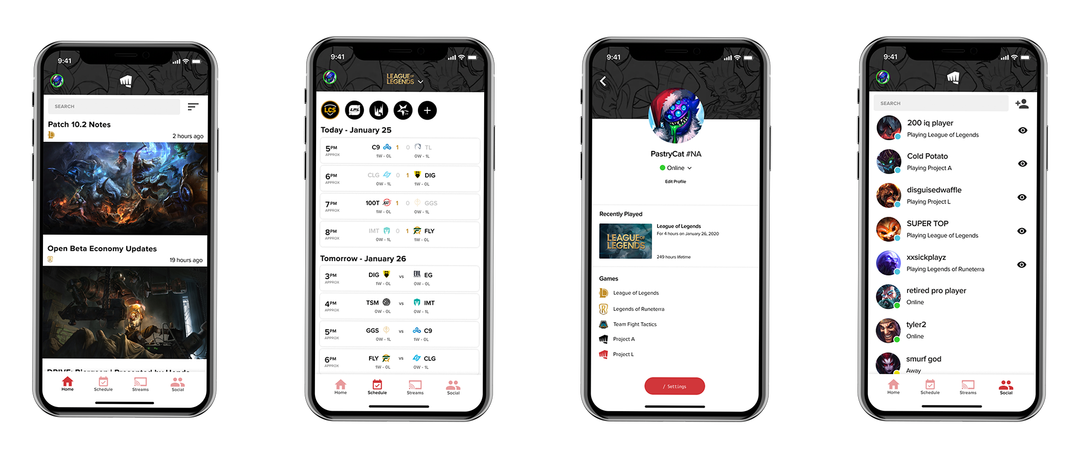 9:41
SEARCH
Patch 10.2 Notes
2 hours ago
Open Beta Economy Updates
19 hours ago
Home
Schedule
Streams
Social
9:41
LEAGUE OF LEGENDS
LCS
Today - January 25
5PM C9 1 0 TL
APPROX 1W - 0L 0W - 1L
6PM CLG 0 1 DIG
APPROX 0W - 1L 1W - 0L
7PM 100T 1 0 GGS
APPROX 1W - 0L 0W - 1L
8PM IMT 0 1 FLY
APPROX 0W - 1L 1W - 0L
Tomorrow - January 26
3PM DIG vs EG
APPROX 1W - 0L 0W - 0L
4PM TSM vs IMT
APPROX 0W - 0L 0W - 1L
5PM GGS vs C9
APPROX 0W - 1L 1W - 0L
6PM FLY vs CLG
APPROX 1W - 0L 0W - 1L
Home
Schedule
Streams
Social
9:41
PastryCat #NA
Online
Edit Profile
Recently Played
LEAGUE OF LEGENDS
League of Legends
For 4 hours on January 26, 2020
249 hours lifetime
Games
League of Legends
Legends of Runeterra
Team Fight Tactics
Project A
Project L
/ Settings
9:41
SEARCH
200 iq player
Playing League of Legends
Cold Potato
Playing Project A
disguisedwaffle
Playing Project L
SUPER TOP
Playing League of Legends
xxsickplayz
Playing Legends of Runeterra
retired pro player
Online
tyler2
Online
smurf god
Away
Home
Schedule
Streams
Social